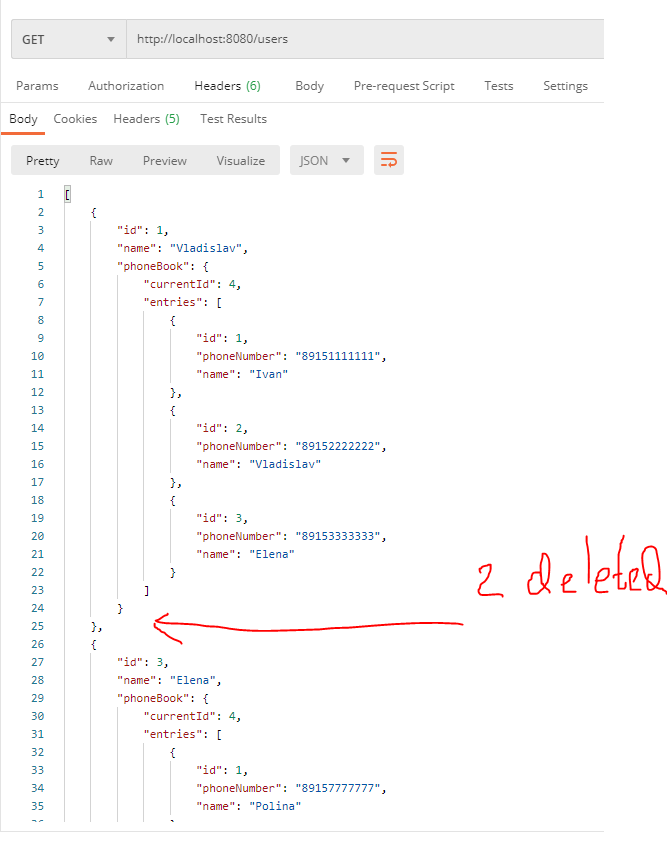 GET http://localhost:8080/users
Params Authorization Headers (6) Body Pre-request Script Tests Settings
Body Cookies Headers (5) Test Results
Pretty Raw Preview Visualize JSON
1 [
2 {
3 "id": 1,
4 "name": "Vladislav",
5 "phoneBook": {
6 "currentId": 4,
7 "entries": [
8 {
9 "id": 1,
10 "phoneNumber": "89151111111",
11 "name": "Ivan"
12 },
13 {
14 "id": 2,
15 "phoneNumber": "89152222222",
16 "name": "Vladislav"
17 },
18 {
19 "id": 3,
20 "phoneNumber": "89153333333",
21 "name": "Elena"
22 }
23 ]
2 deleted
24 }
25 },
26 {
27 "id": 3,
28 "name": "Elena",
29 "phoneBook": {
30 "currentId": 4,
31 "entries": [
32 {
33 "id": 1,
34 "phoneNumber": "89157777777",
35 "name": "Polina"